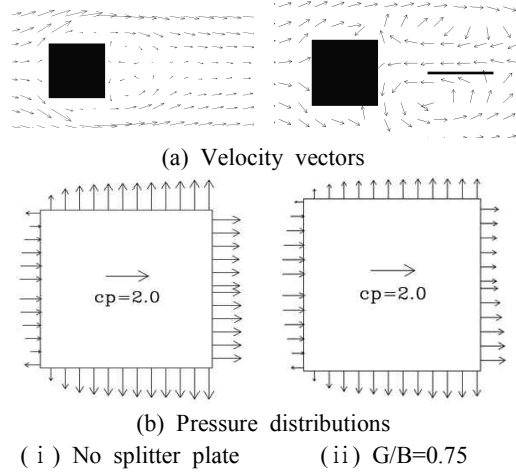 (a) Velocity vectors
cp=2.0 cp=2.0
(b) Pressure distributions
(ⅰ) No splitter plate (ⅱ) G/B=0.75